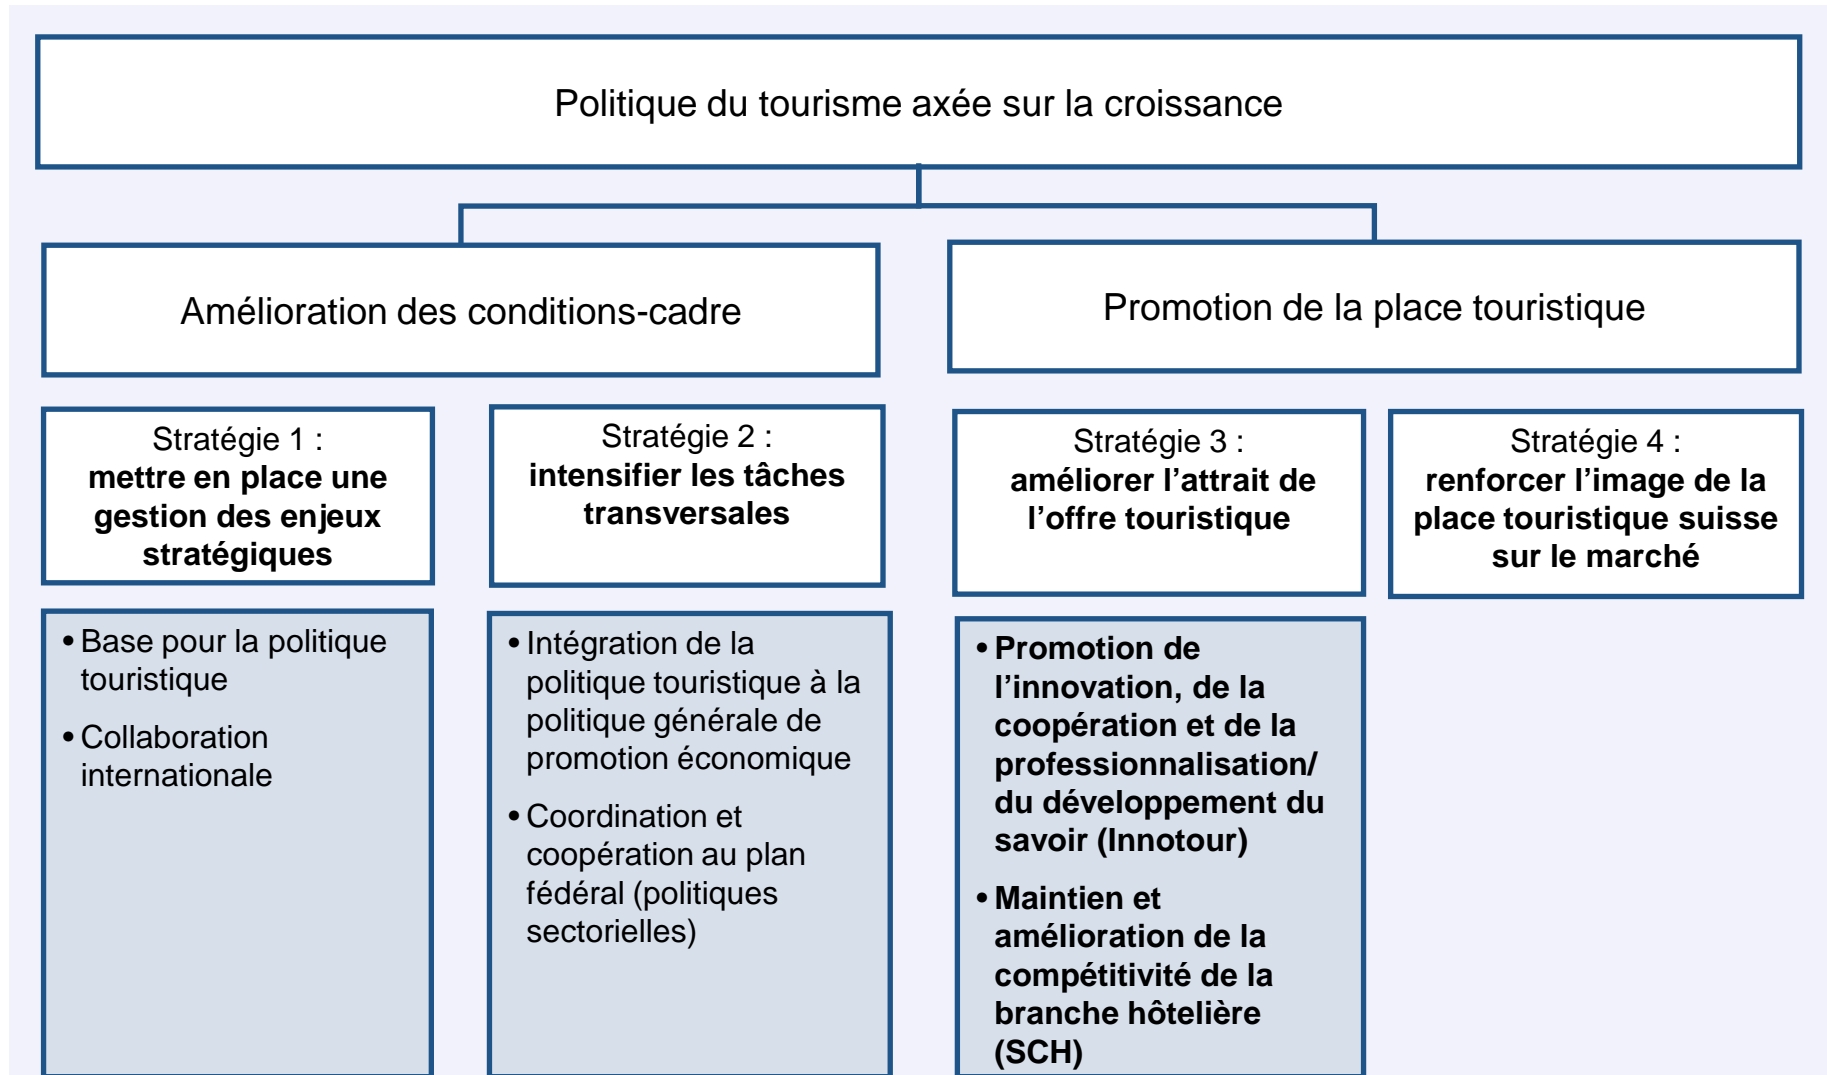 Politique du tourisme axée sur la croissance
Amélioration des conditions-cadre
Promotion de la place touristique
Stratégie 1 :
mettre en place une
gestion des enjeux
stratégiques
Stratégie 2 :
intensifier les tâches
transversales
Stratégie 3 :
améliorer l’attrait de
l’offre touristique
Stratégie 4 :
renforcer l’image de la
place touristique suisse
sur le marché
• Base pour la politique
touristique
• Collaboration
internationale
• Intégration de la
politique touristique à la
politique générale de
promotion économique
• Coordination et
coopération au plan
fédéral (politiques
sectorielles)
• Promotion de
l’innovation, de la
coopération et de la
professionnalisation/
du développement du
savoir (Innotour)
• Maintien et
amélioration de la
compétitivité de la
branche hôtelière
(SCH)